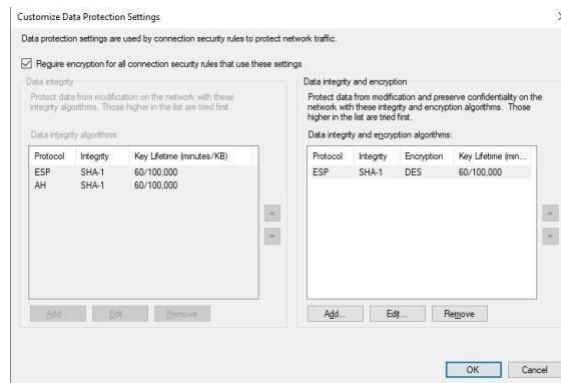 Customize Data Protection Settings
Data protection settings are used by connection security rules to protect network traffic.
Require encryption for all connection security rules that use these settings
Data integrity
Protect data from modification on the network with these
integrity algorithms. Those higher in the list are tried first.
Data integrity algorithms:
Protocol Integrity Key Lifetime (minutes/KB)
ESP SHA-1 60/100,000
AH SHA-1 60/100,000
Add... Edit... Remove
Data integrity and encryption
Protect data from modification and preserve confidentiality on the
network with these integrity and encryption algorithms. Those
higher in the list are tried first.
Data integrity and encryption algorithms:
Protocol Integrity Encryption Key Lifetime (min...
ESP SHA-1 DES 60/100,000
Add... Edit... Remove
OK Cancel